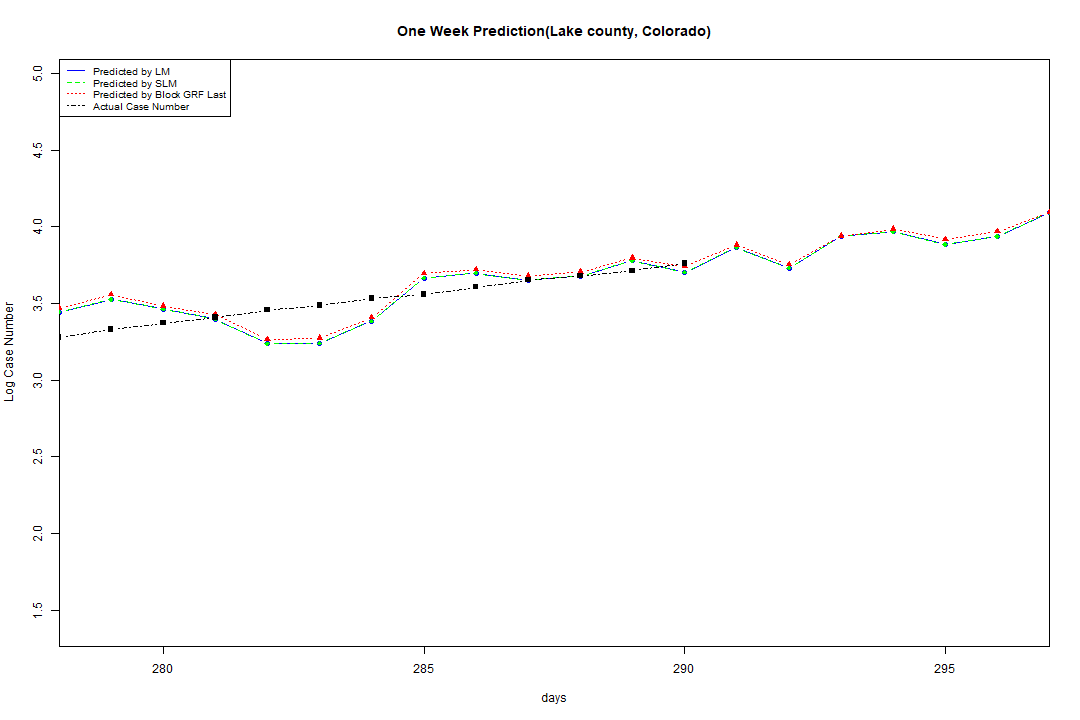 One Week Prediction(Lake county, Colorado)
Predicted by LM
Predicted by SLM
Predicted by Block GRF Last
Actual Case Number
5.0
4.5
4.0
3.5
3.0
2.5
2.0
1.5
Log Case Number
280 285 290 295
days